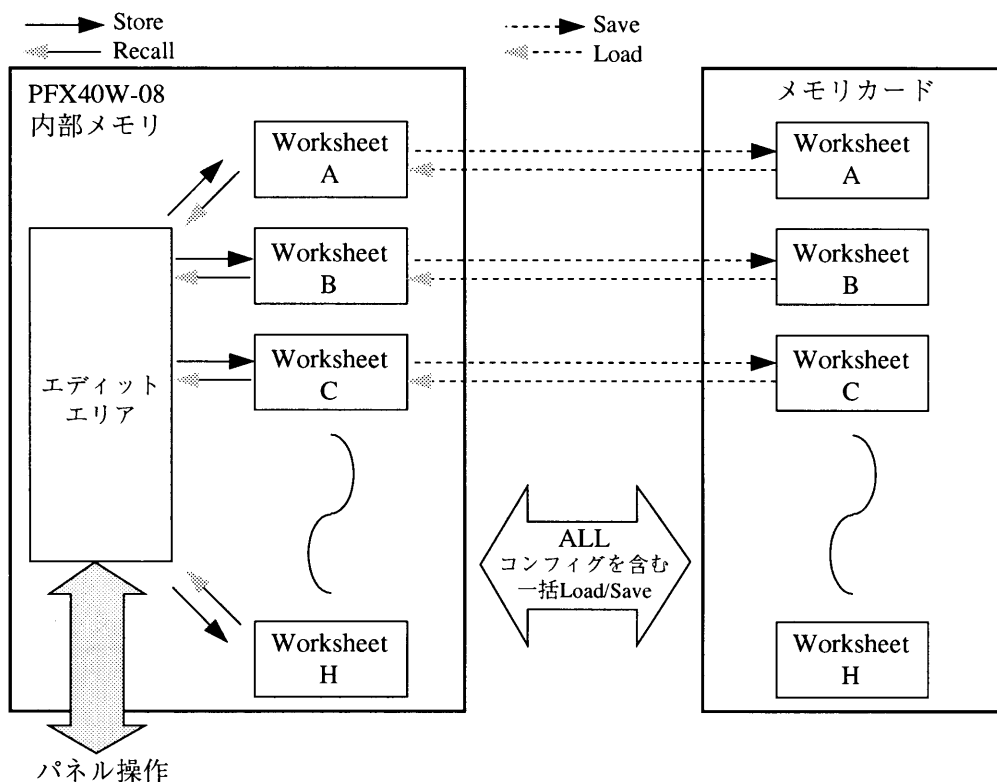 Store
Recall
Save
Load
PFX40W-08
内部メモリ
メモリカード
Worksheet
A
Worksheet
A
Worksheet
B
Worksheet
B
Worksheet
C
Worksheet
C
エディット
エリア
ALL
コンフィグを含む
一括Load/Save
Worksheet
H
Worksheet
H
パネル操作